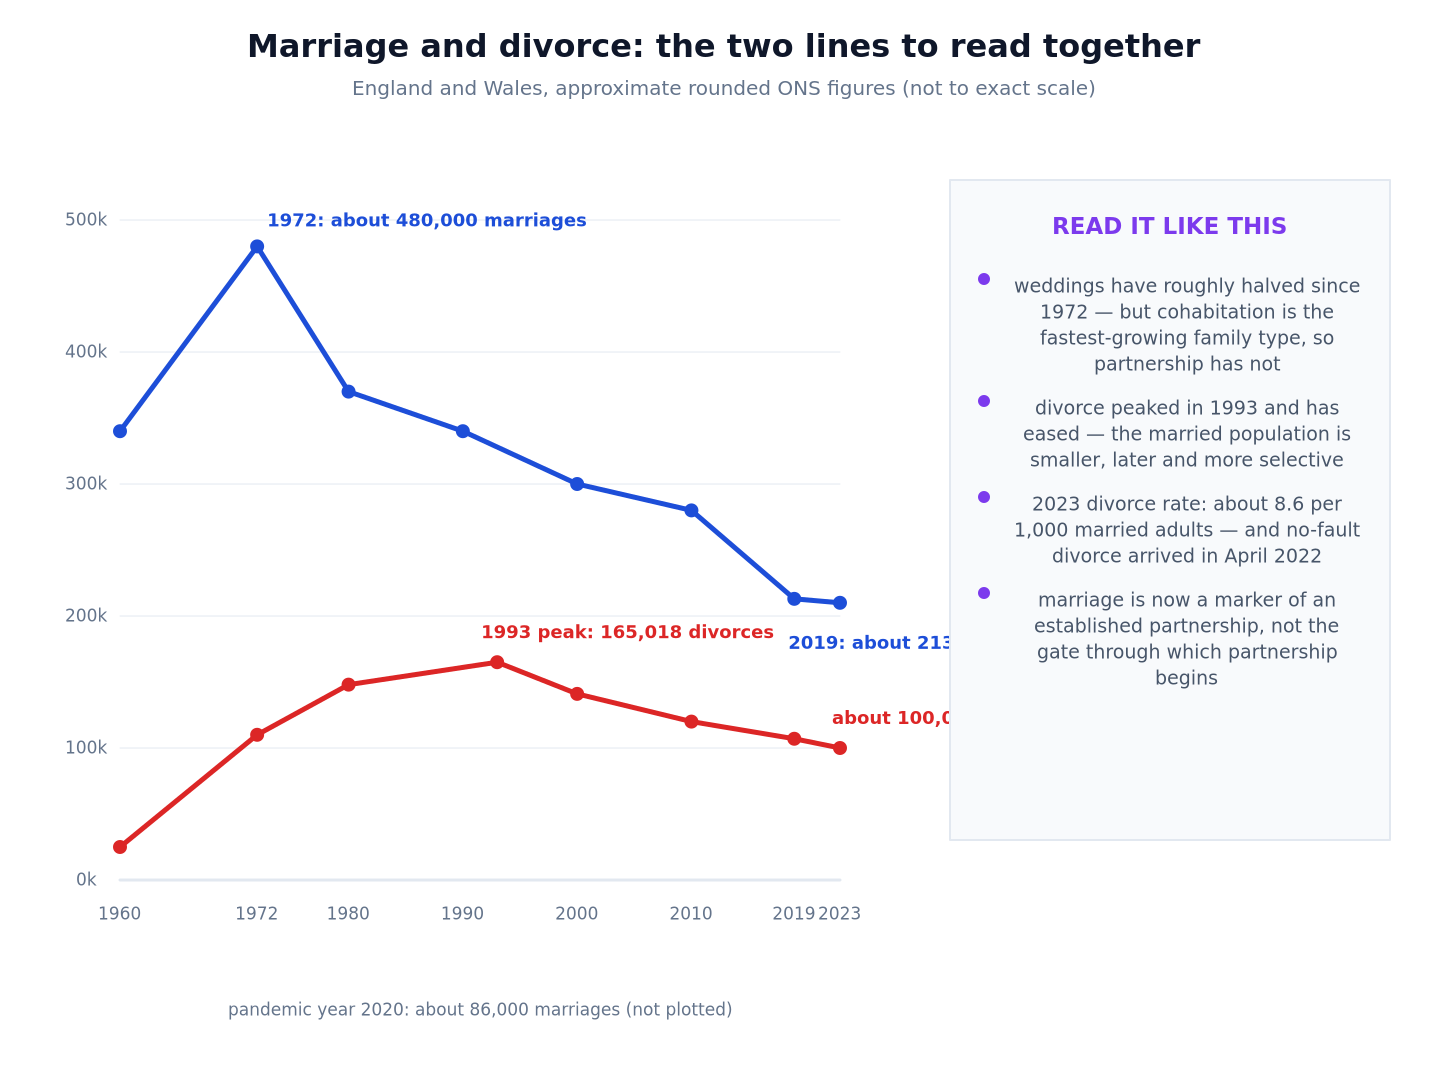 Marriage and divorce: the two lines to read together
England and Wales, approximate rounded ONS figures (not to exact scale)
500k
400k
300k
200k
100k
0k
1972: about 480,000 marriages
1993 peak: 165,018 divorces
2019: about 213
about 100,0
1960 1972 1980 1990 2000 2010 2019 2023
pandemic year 2020: about 86,000 marriages (not plotted)
READ IT LIKE THIS
weddings have roughly halved since
1972 — but cohabitation is the
fastest-growing family type, so
partnership has not
divorce peaked in 1993 and has
eased — the married population is
smaller, later and more selective
2023 divorce rate: about 8.6 per
1,000 married adults — and no-fault
divorce arrived in April 2022
marriage is now a marker of an
established partnership, not the
gate through which partnership
begins